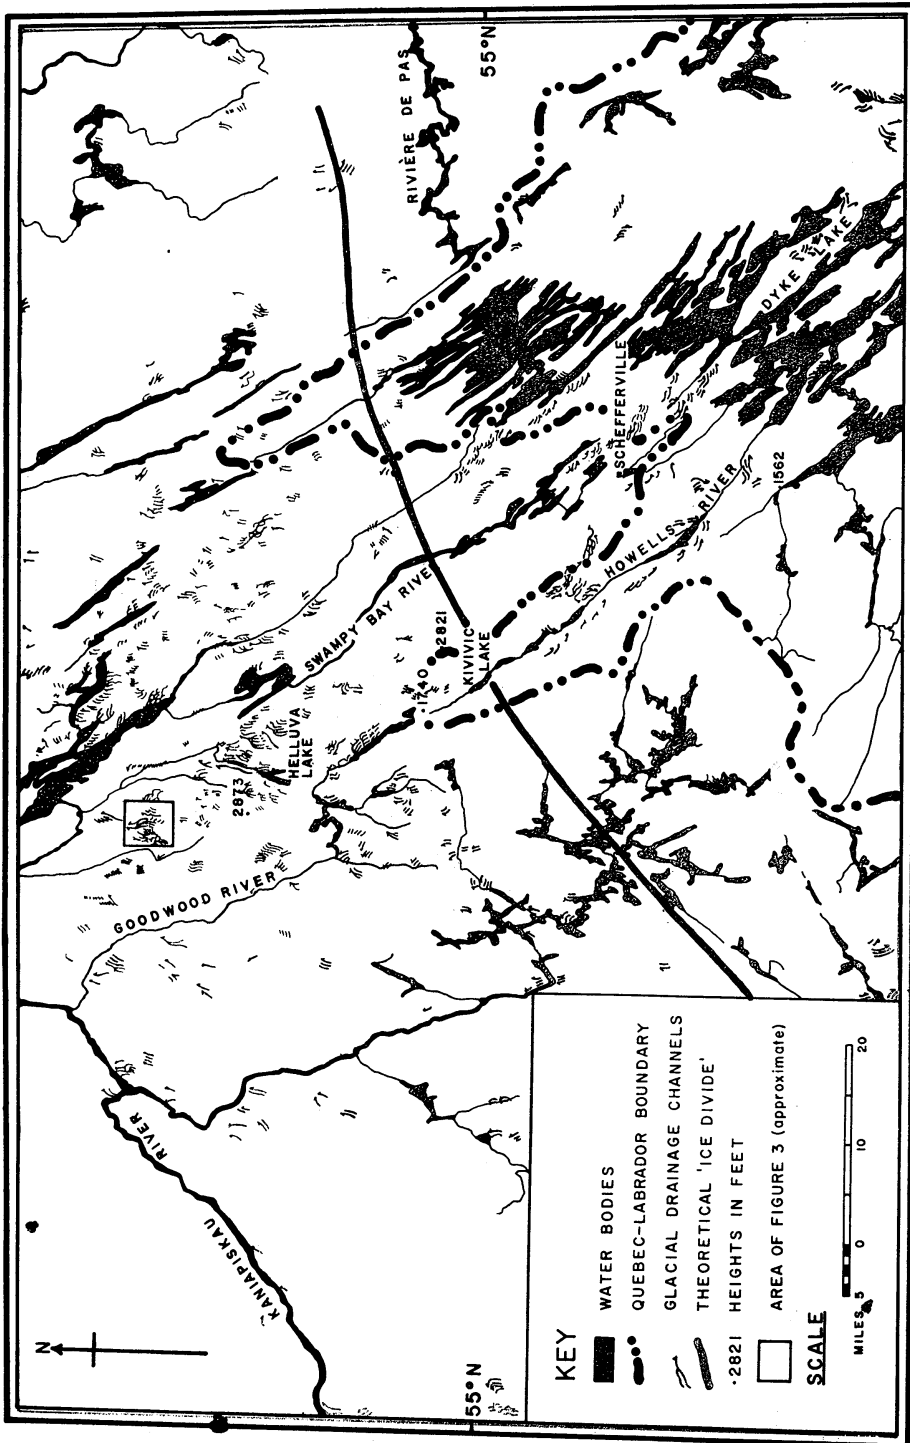 N
55°N
55°N
KANIAPISKAU
RIVER
GOODWOOD RIVER
2873
HELLUVA
LAKE
SWAMPY BAY RIVER
1740
2821
KIVIVIC
LAKE
HOWELLS
RIVER
1562
SCHEFFERVILLE
DYKE LAKE
RIVIÈRE DE PAS
KEY
WATER BODIES
QUEBEC-LABRADOR BOUNDARY
GLACIAL DRAINAGE CHANNELS
THEORETICAL 'ICE DIVIDE'
·2821 HEIGHTS IN FEET
AREA OF FIGURE 3 (approximate)
SCALE
MILES 5 0 10 20